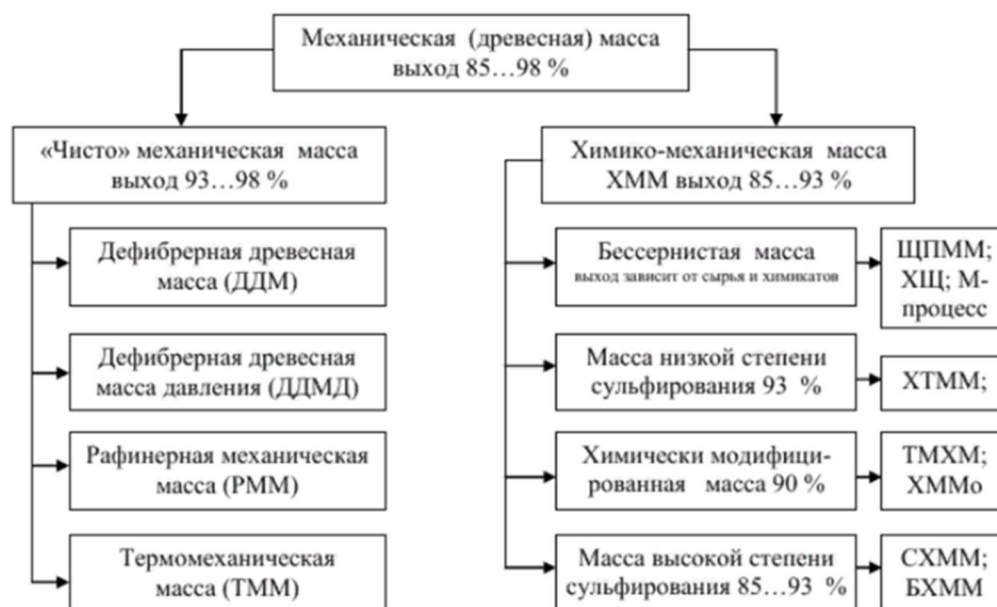 Механическая (древесная) масса
выход 85…98 %
«Чисто» механическая масса
выход 93…98 %
Дефибрерная древесная
масса (ДДМ)
Дефибрерная древесная
масса давления (ДДМД)
Рафинерная механическая
масса (РММ)
Термомеханическая
масса (ТММ)
Химико-механическая масса
ХММ выход 85…93 %
Бессернистая масса
выход зависит от сырья и химикатов
ЩПММ;
ХЩ; М-
процесс
Масса низкой степени
сульфирования 93 %
ХТММ;
Химически модифици-
рованная масса 90 %
ТМХМ;
ХММо
Масса высокой степени
сульфирования 85…93 %
СХММ;
БХММ